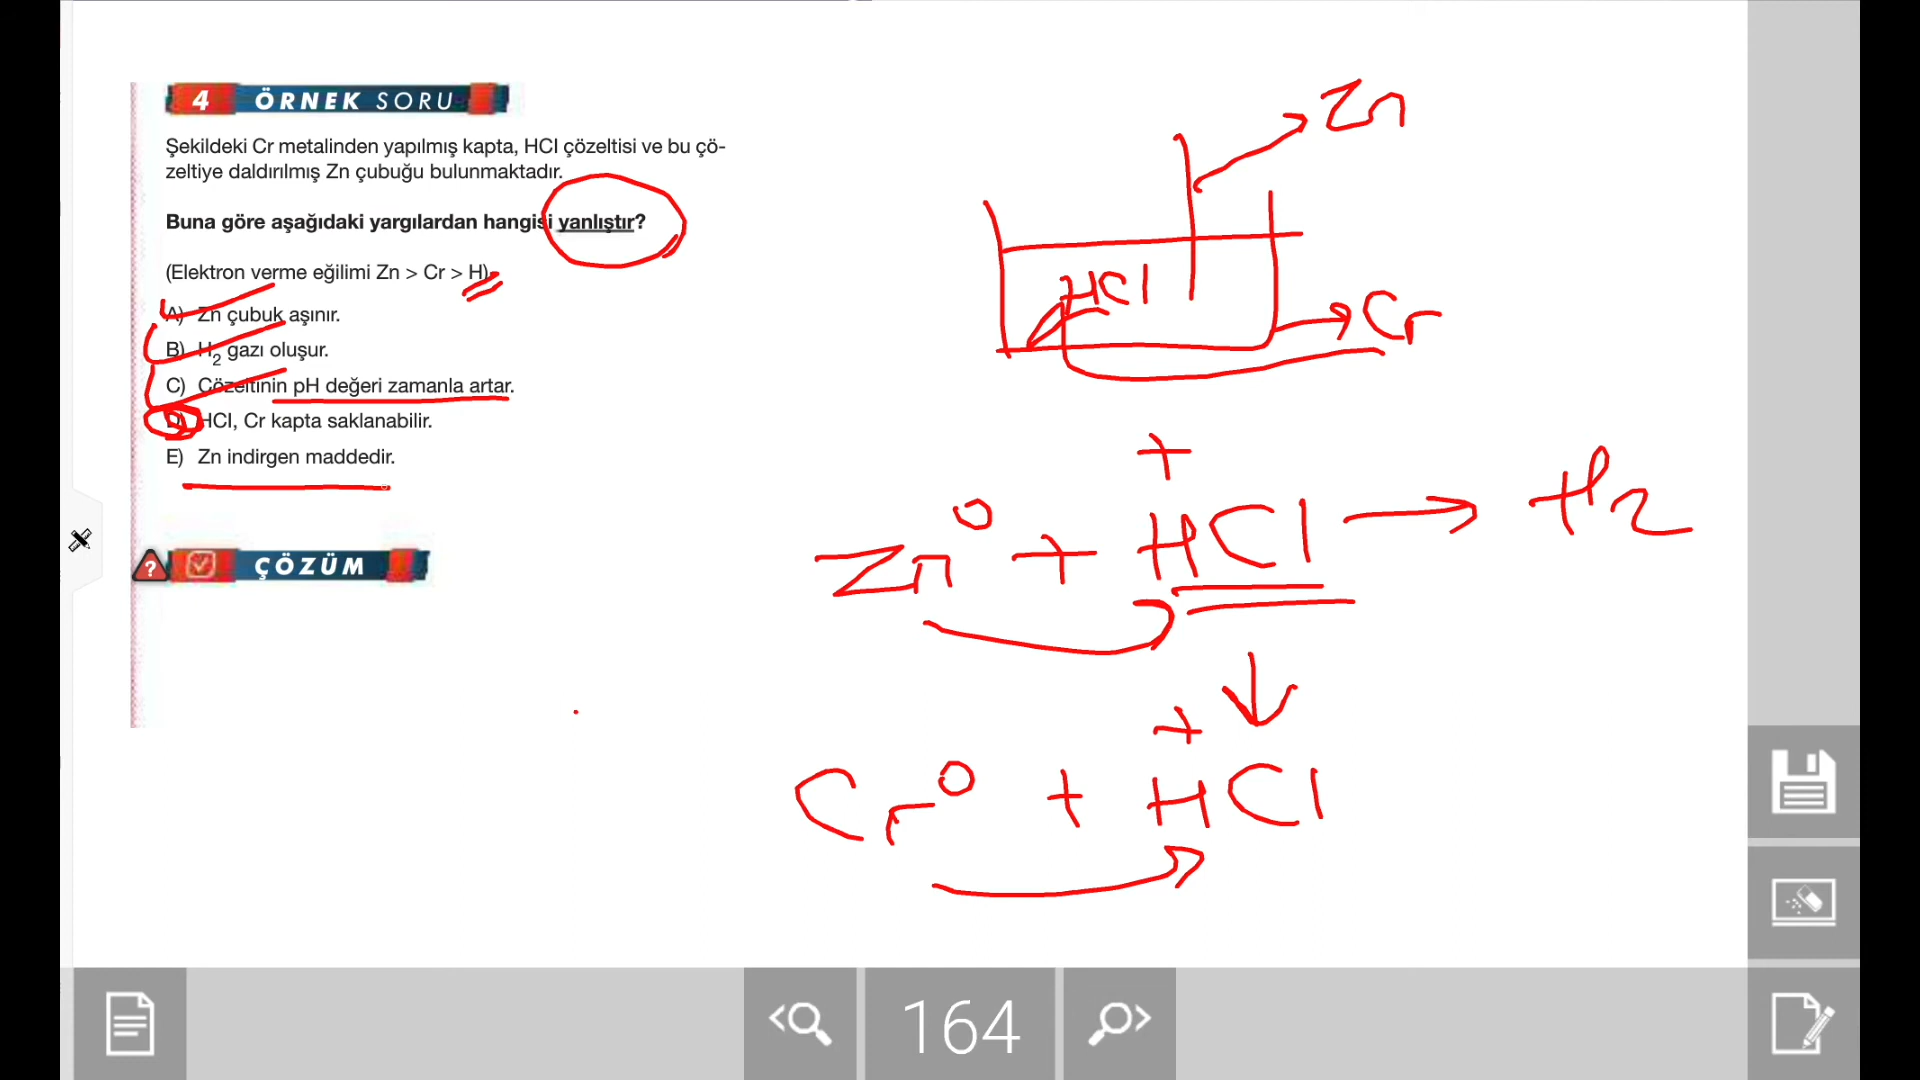 4 ÖRNEK SORU
Şekildeki Cr metalinden yapılmış kapta, HCl çözeltisi ve bu çö-
zeltiye daldırılmış Zn çubuğu bulunmaktadır.
Buna göre aşağıdaki yargılardan hangisi yanlıştır?
(Elektron verme eğilimi Zn > Cr > H)
A) Zn çubuk aşınır.
B) H2 gazı oluşur.
C) Çözeltinin pH değeri zamanla artar.
D) HCl, Cr kapta saklanabilir.
E) Zn indirgen maddedir.
? ÇÖZÜM
Zn
HCl
Cr
+
Zn⁰ + HCl → H2
+
Cr⁰ + HCl
164